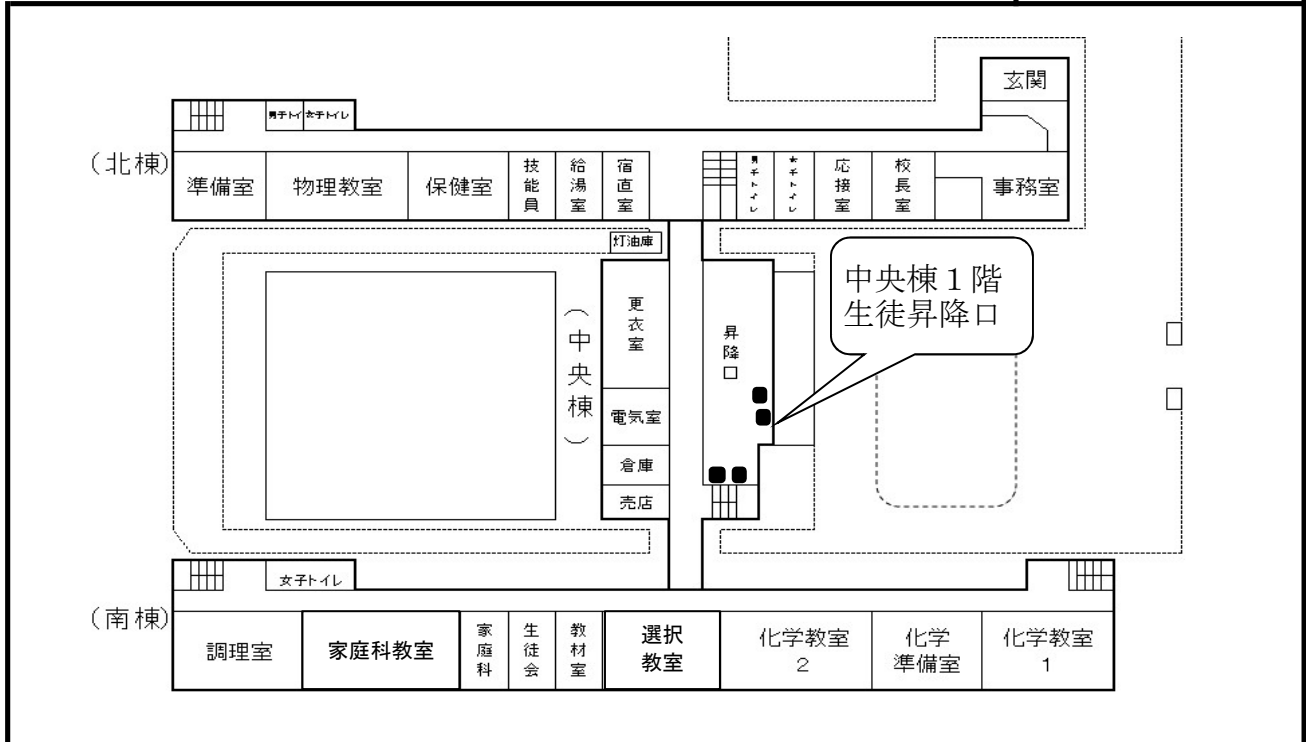 玄関
男子トイ
女子トイレ
(北棟)
準備室
物理教室
保健室
技能員
給湯室
宿直室
男子トイレ
女子トイレ
応接室
校長室
事務室
灯油庫
中央棟１階
生徒昇降口
更衣室
(中央棟)
昇降口
電気室
倉庫
売店
女子トイレ
(南棟)
調理室
家庭科教室
家庭科
生徒会
教材室
選択
教室
化学教室
2
化学
準備室
化学教室
1